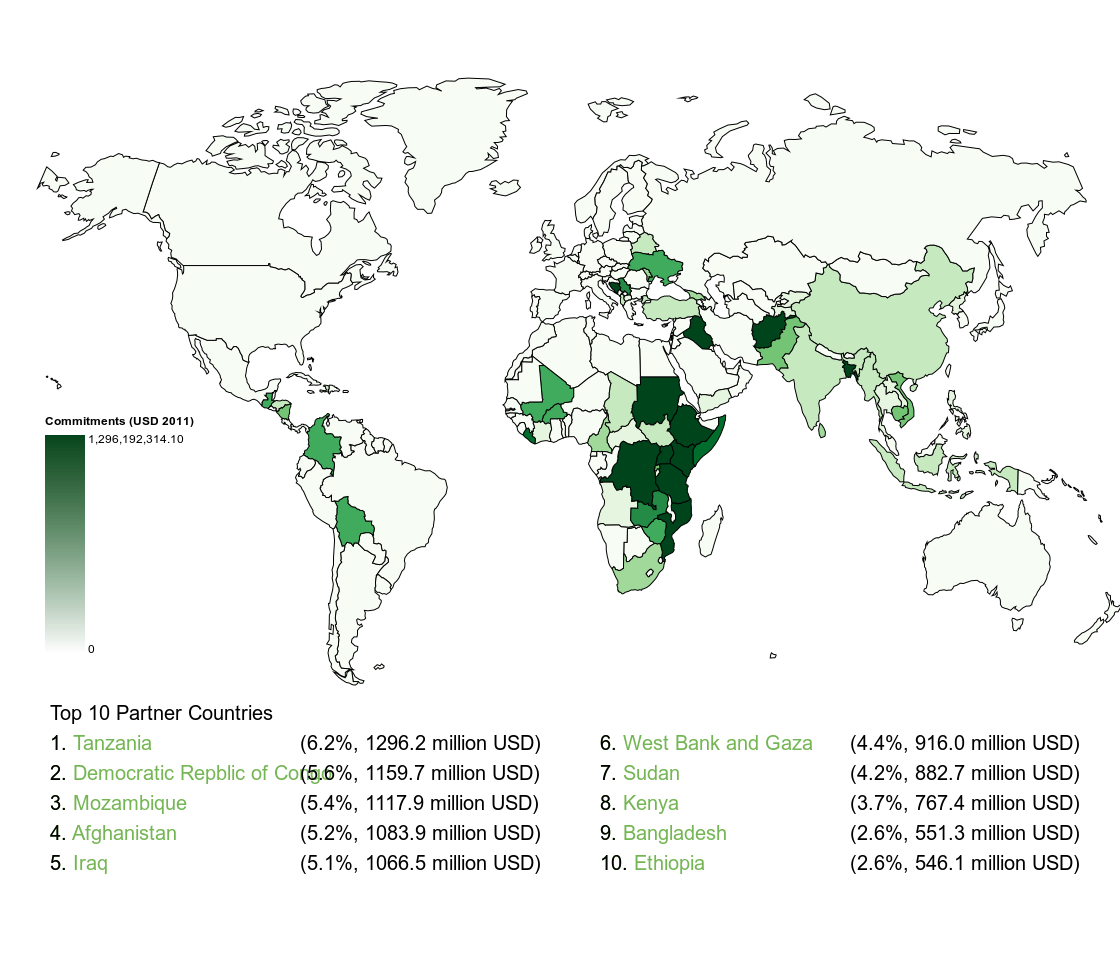 Commitments (USD 2011)
1,296,192,314.10
0
Top 10 Partner Countries
1. Tanzania (6.2%, 1296.2 million USD)
2. Democratic Repblic of Congo (5.6%, 1159.7 million USD)
3. Mozambique (5.4%, 1117.9 million USD)
4. Afghanistan (5.2%, 1083.9 million USD)
5. Iraq (5.1%, 1066.5 million USD)
6. West Bank and Gaza (4.4%, 916.0 million USD)
7. Sudan (4.2%, 882.7 million USD)
8. Kenya (3.7%, 767.4 million USD)
9. Bangladesh (2.6%, 551.3 million USD)
10. Ethiopia (2.6%, 546.1 million USD)